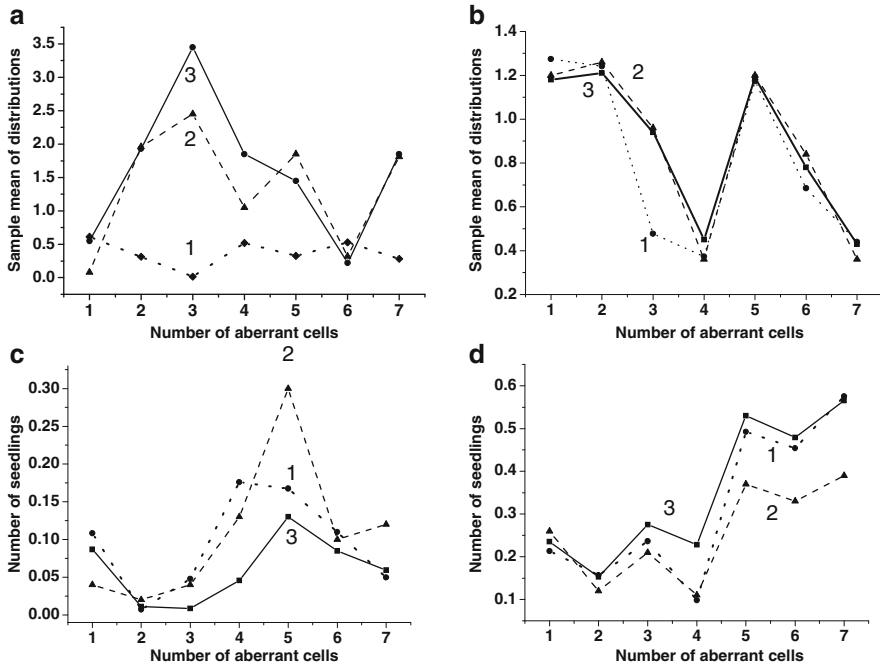 a
Sample mean of distributions
3.5
3.0
2.5
2.0
1.5
1.0
0.5
0.0
3
2
1
1 2 3 4 5 6 7
Number of aberrant cells
b
Sample mean of distributions
1.4
1.2
1.0
0.8
0.6
0.4
0.2
2
3
1
1 2 3 4 5 6 7
Number of aberrant cells
c
Number of seedlings
0.30
0.25
0.20
0.15
0.10
0.05
0.00
2
1
3
1 2 3 4 5 6 7
Number of aberrant cells
d
Number of seedlings
0.6
0.5
0.4
0.3
0.2
0.1
3
1
2
1 2 3 4 5 6 7
Number of aberrant cells